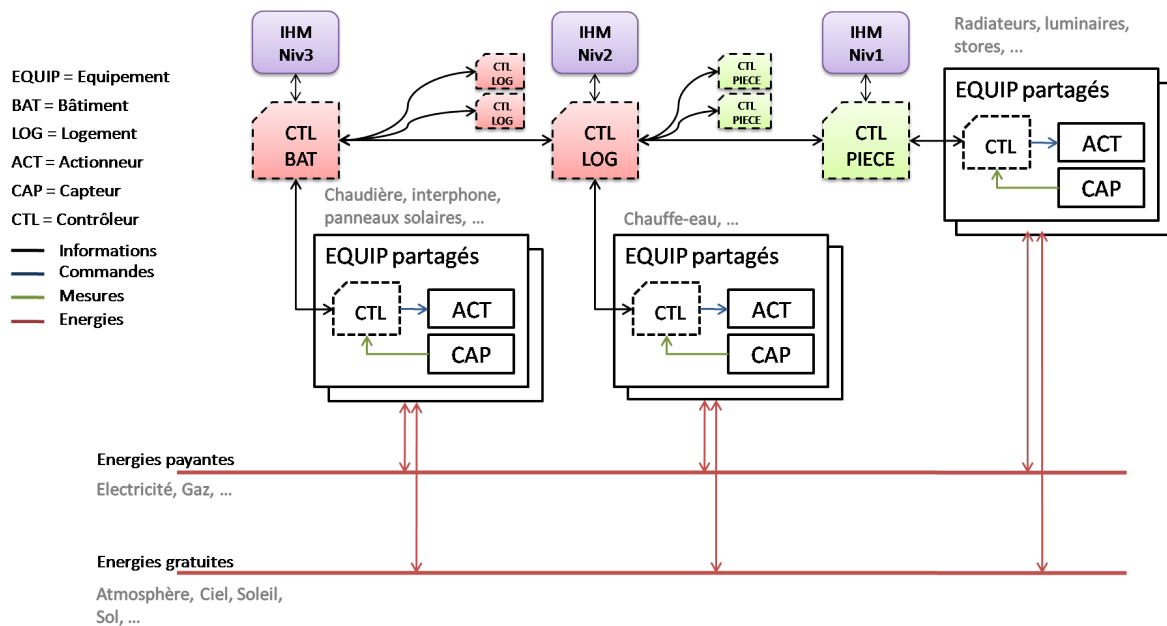 EQUIP = Equipement
BAT = Bâtiment
LOG = Logement
ACT = Actionneur
CAP = Capteur
CTL = Contrôleur
Informations
Commandes
Mesures
Energies
IHM
Niv3
CTL
BAT
CTL
LOG
CTL
LOG
IHM
Niv2
CTL
LOG
CTL
PIECE
CTL
PIECE
IHM
Niv1
CTL
PIECE
Radiateurs, luminaires,
stores, ...
EQUIP partagés
CTL
ACT
CAP
Chaudière, interphone,
panneaux solaires, ...
EQUIP partagés
CTL
ACT
CAP
Chauffe-eau, ...
EQUIP partagés
CTL
ACT
CAP
Energies payantes
Electricité, Gaz, ...
Energies gratuites
Atmosphère, Ciel, Soleil,
Sol, ...